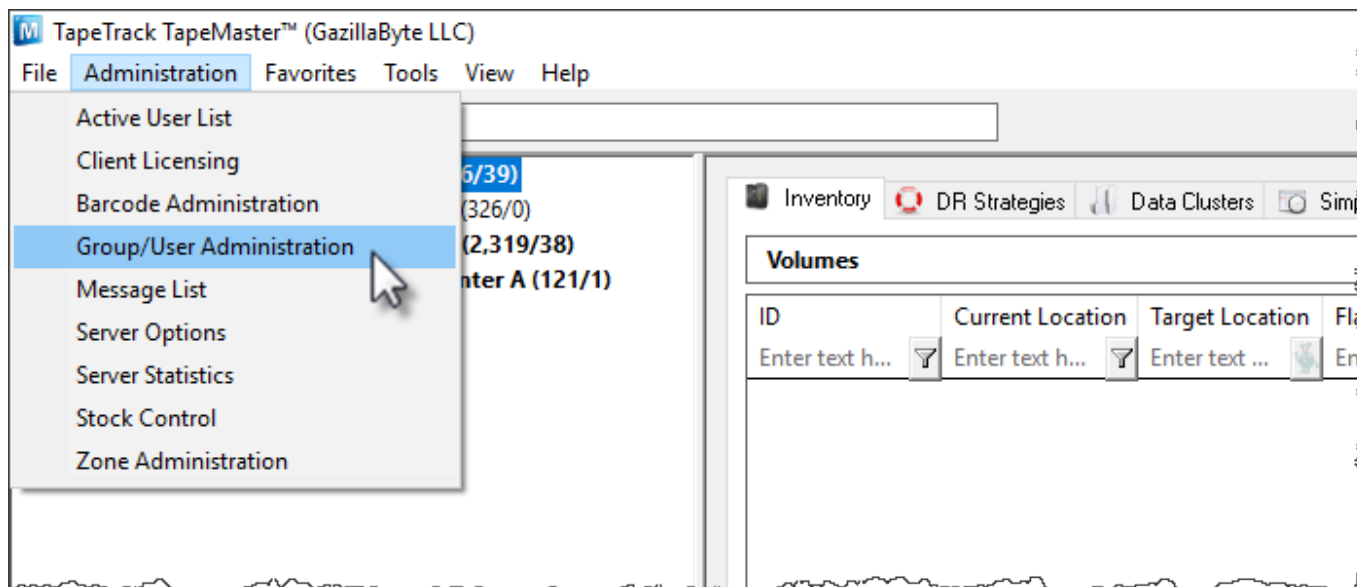 TapeTrack TapeMaster™ (GazillaByte LLC)
File Administration Favorites Tools View Help
Active User List
Client Licensing
Barcode Administration
Group/User Administration
Message List
Server Options
Server Statistics
Stock Control
Zone Administration
6/39)
(326/0)
(2,319/38)
nter A (121/1)
Inventory DR Strategies Data Clusters
Volumes
ID Current Location Target Location
Enter text h... Enter text h... Enter text ...